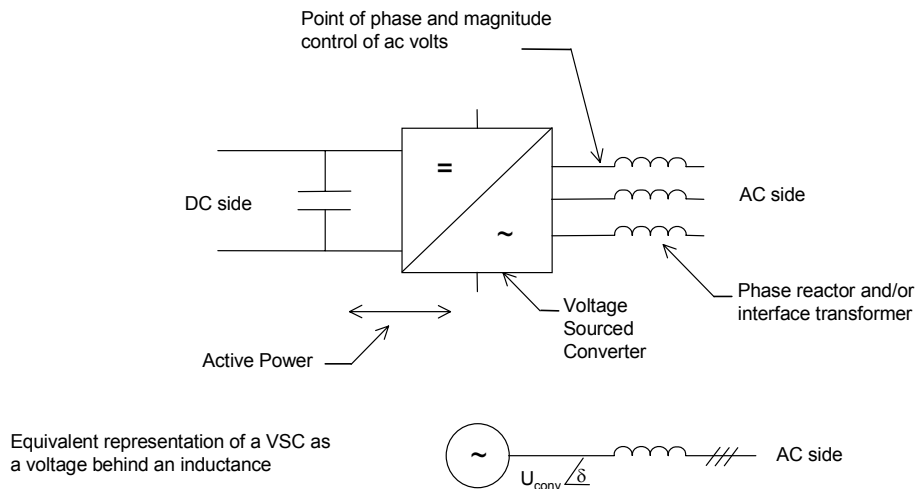 Point of phase and magnitude
control of ac volts
=
DC side
AC side
~
Phase reactor and/or
interface transformer
Voltage
Sourced
Converter
Active Power
Equivalent representation of a VSC as
a voltage behind an inductance
~
AC side
Uconv∠δ